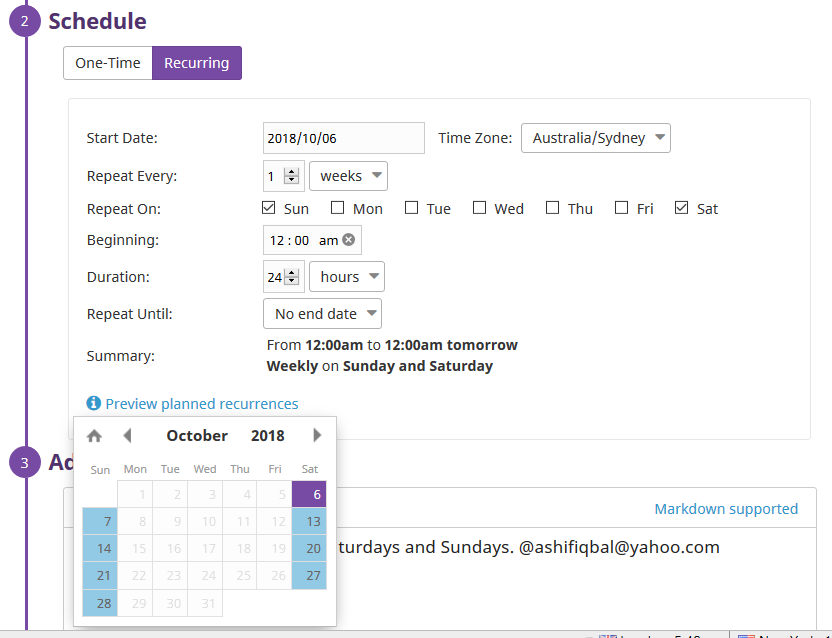 2 Schedule
One-Time Recurring
Start Date: 2018/10/06 Time Zone: Australia/Sydney
Repeat Every: 1 weeks
Repeat On: Sun Mon Tue Wed Thu Fri Sat
Beginning: 12 : 00 am
Duration: 24 hours
Repeat Until: No end date
Summary: From 12:00am to 12:00am tomorrow
Weekly on Sunday and Saturday
Preview planned recurrences
October 2018
3 Ad
Sun Mon Tue Wed Thu Fri Sat
1 2 3 4 5 6
Markdown supported
7 8 9 10 11 12 13
14 15 16 17 18 19 20
turdays and Sundays. @ashifiqbal@yahoo.com
21 22 23 24 25 26 27
28 29 30 31